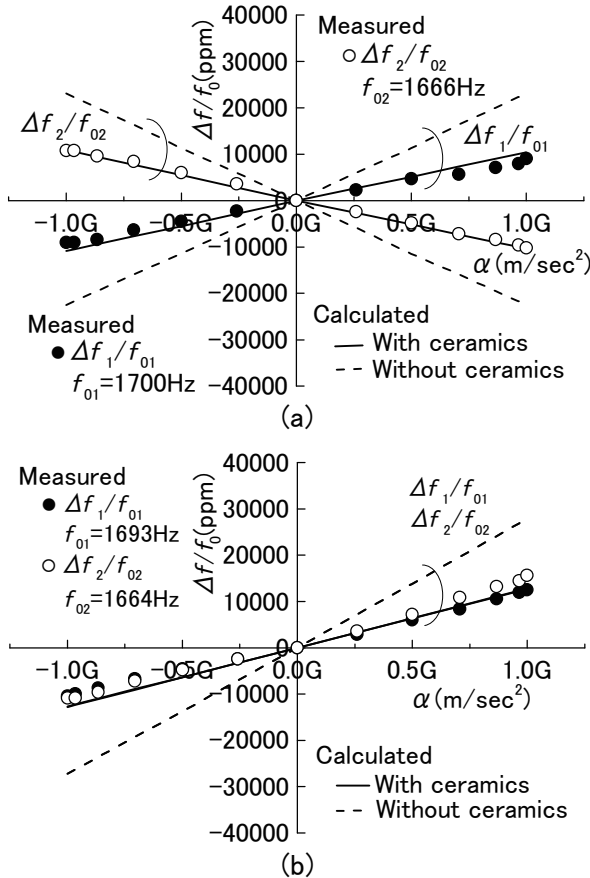 40000
30000
20000
10000
0
−10000
−20000
−30000
−40000
Δf/f0(ppm)
Measured
Δf2/f02
f02=1666Hz
Δf2/f02
Δf1/f01
−1.0G
−0.5G
0.0G
0.5G
1.0G
α(m/sec2)
Measured
Δf1/f01
f01=1700Hz
Calculated
With ceramics
Without ceramics
(a)
Measured
Δf1/f01
f01=1693Hz
Δf2/f02
f02=1664Hz
40000
30000
20000
10000
0
−10000
−20000
−30000
−40000
Δf/f0(ppm)
Δf1/f01
Δf2/f02
−1.0G
−0.5G
0.0G
0.5G
1.0G
α(m/sec2)
Calculated
With ceramics
Without ceramics
(b)